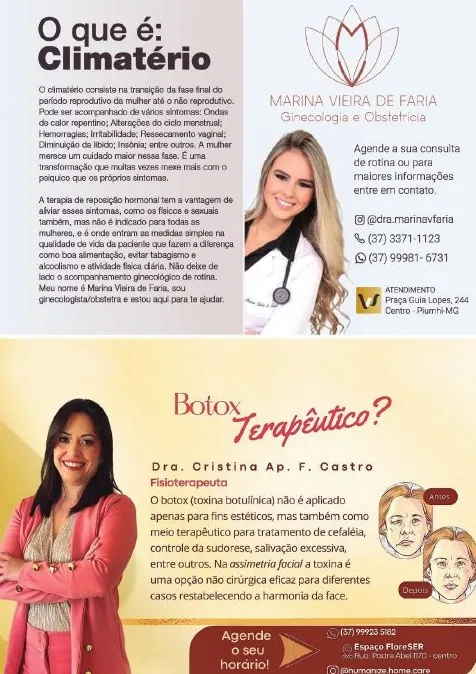 O que é:
Climatério
O climatério consiste na transição da fase final do
período reprodutivo da mulher até o não reprodutivo.
Pode ser acompanhado de vários sintomas: Ondas
de calor repentino; Alterações do ciclo menstrual;
Hemorragias; Irritabilidade; Ressecamento vaginal;
Diminuição da libido; Insônia; entre outros. A mulher
merece um cuidado maior nessa fase. É uma
transformação que muitas vezes mexe mais com o
psíquico que os próprios sintomas.
A terapia de reposição hormonal tem a vantagem de
aliviar esses sintomas, como os físicos e sexuais
também, mas não é indicado para todas as
mulheres, e é onde entram as medidas simples na
qualidade de vida da paciente que fazem a diferença
como boa alimentação, evitar tabagismo e
alcoolismo e atividade física diária. Não deixe de
lado o acompanhamento ginecológico de rotina.
Meu nome é Marina Vieira de Faria, sou
ginecologista/obstetra e estou aqui para te ajudar.
MARINA VIEIRA DE FARIA
Ginecologia e Obstetrícia
Agende a sua consulta
de rotina ou para
maiores informações
entre em contato.
@dra.marinavfaria
(37) 3371-1123
(37) 99981-6731
ATENDIMENTO
Praça Guia Lopes, 244
Centro - Piumhi-MG
Botox
Terapêutico?
Dra. Cristina Ap. F. Castro
Fisioterapeuta
O botox (toxina botulínica) não é aplicado
apenas para fins estéticos, mas também como
meio terapêutico para tratamento de cefaléia,
controle da sudorese, salivação excessiva,
entre outros. Na assimetria facial a toxina é
uma opção não cirúrgica eficaz para diferentes
casos restabelecendo a harmonia da face.
Antes
Depois
Agende
o seu
horário!
(37) 99923 5182
Espaço FloreSER
Rua: Padre Abel 1170 - centro
@humanize.home.care